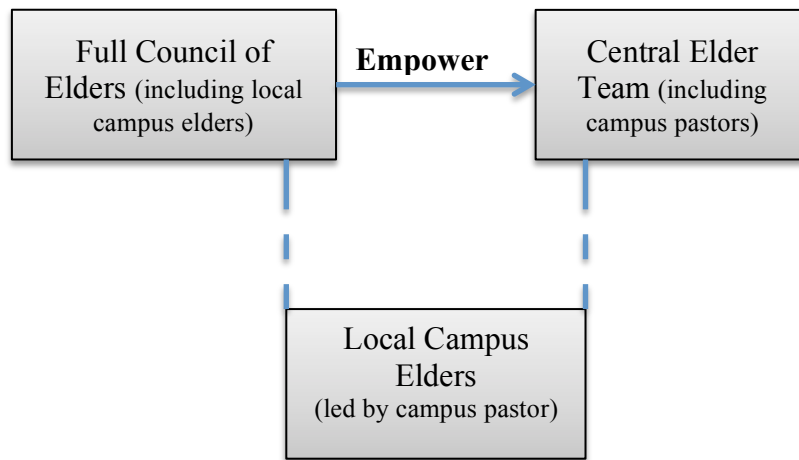 Full Council of
Elders (including local
campus elders)
Empower
Central Elder
Team (including
campus pastors)
Local Campus
Elders
(led by campus pastor)